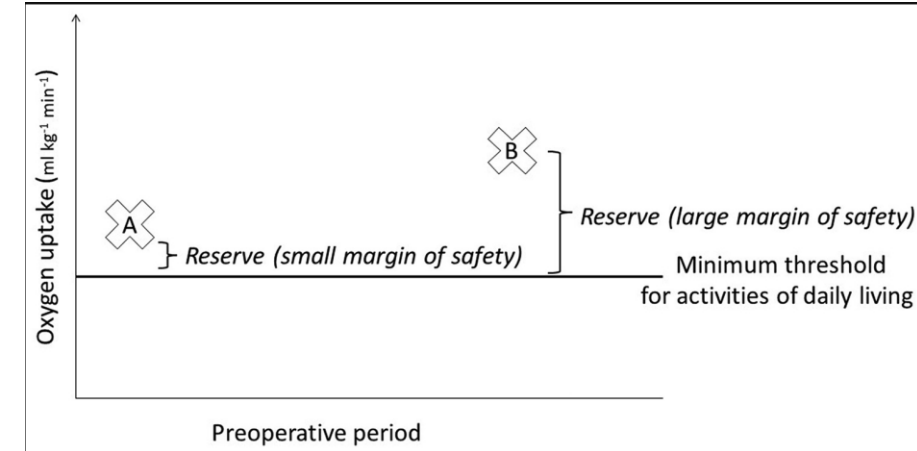 Oxygen uptake (ml kg⁻¹ min⁻¹)
A
B
Reserve (large margin of safety)
Reserve (small margin of safety)
Minimum threshold
for activities of daily living
Preoperative period